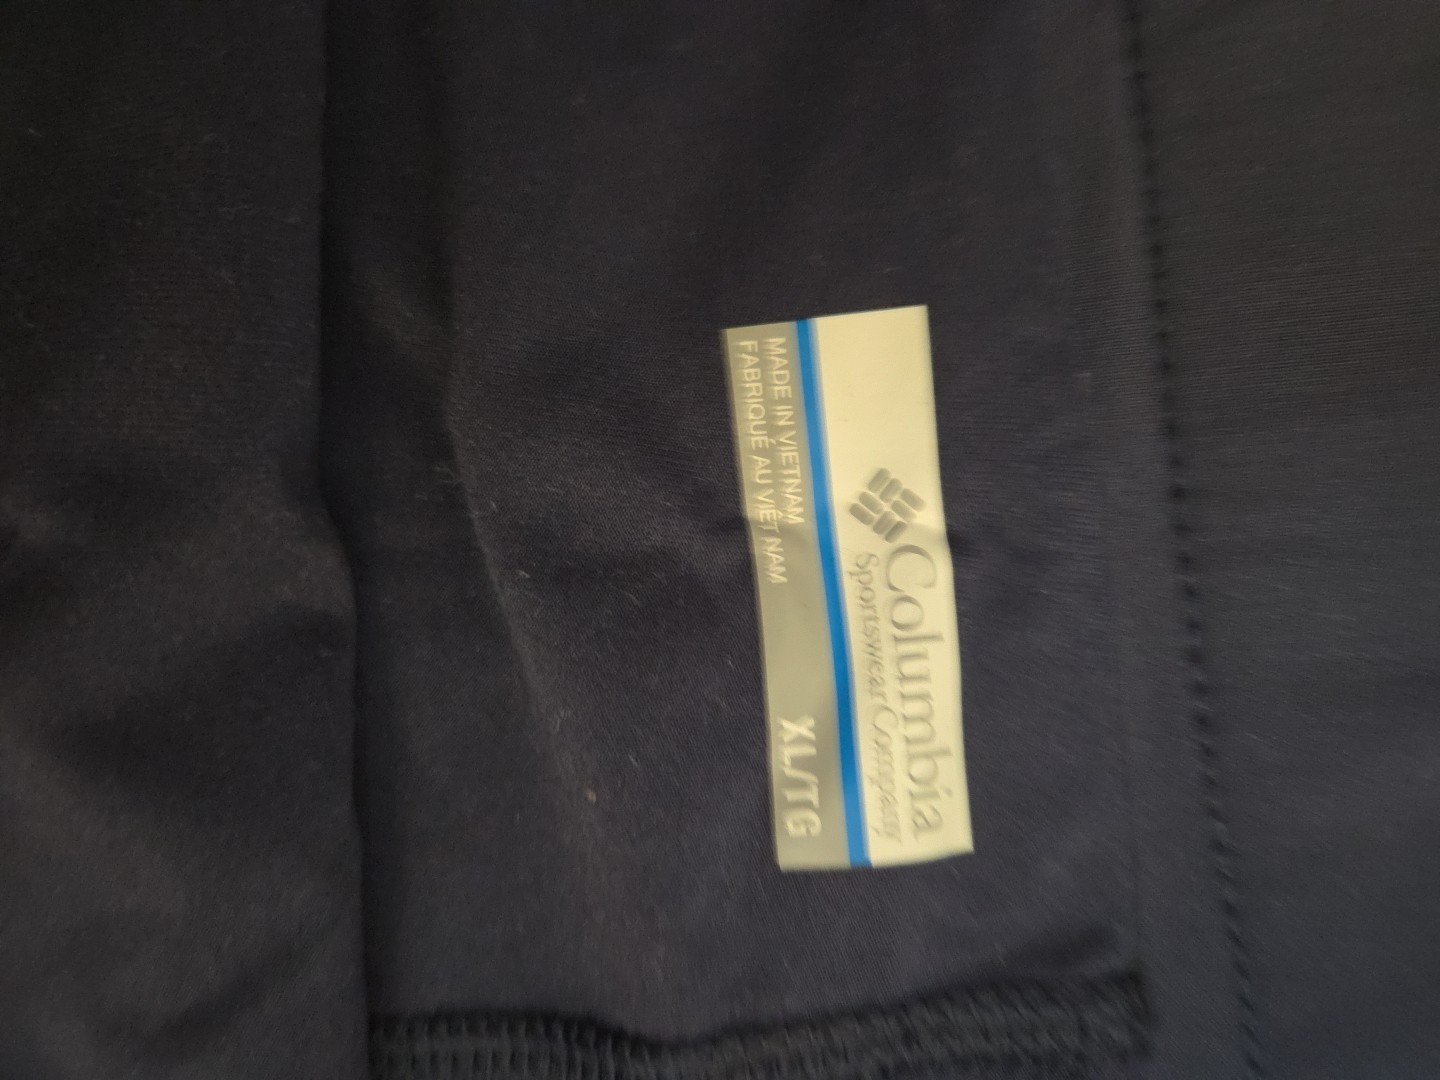 Columbia
Sportswear Company
MADE IN VIETNAM
FABRIQUÉ AU VIÊT NAM
XL/TG